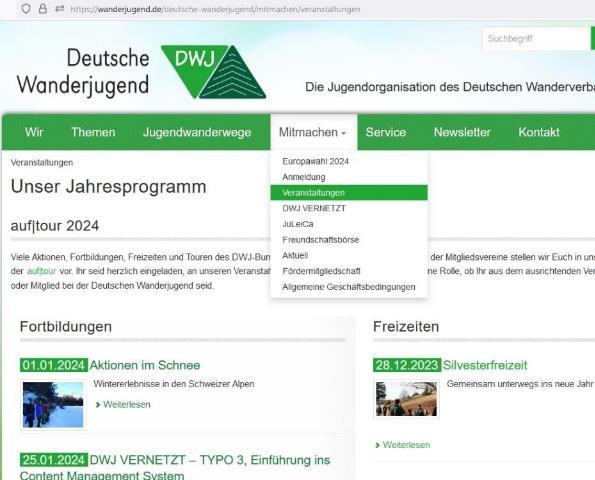 https://wanderjugend.de/deutsche-wanderjugend/mitmachen/veranstaltungen
Suchbegriff
Deutsche
Wanderjugend
DWJ
Die Jugendorganisation des Deutschen Wanderverba
Wir Themen Jugendwanderwege Mitmachen Service Newsletter Kontakt
Europawahl 2024
Anmeldung
Veranstaltungen
DWJ VERNETZT
JuLeiCa
Freundschaftsbörse
Aktuell
Fördermitgliedschaft
Allgemeine Geschäftsbedingungen
Veranstaltungen
Unser Jahresprogramm
auf|tour 2024
Viele Aktionen, Fortbildungen, Freizeiten und Touren des DWJ-Bun der Mitgliedsvereine stellen wir Euch in uns
der auf|tour vor. Ihr seid herzlich eingeladen, an unseren Veranstal ne Rolle, ob Ihr aus dem ausrichtenden Ver
oder Mitglied bei der Deutschen Wanderjugend seid.
Fortbildungen
01.01.2024 Aktionen im Schnee
Wintererlebnisse in den Schweizer Alpen
Weiterlesen
25.01.2024 DWJ VERNETZT – TYPO 3, Einführung ins
Content Management System
Freizeiten
28.12.2023 Silvesterfreizeit
Gemeinsam unterwegs ins neue Jahr
Weiterlesen